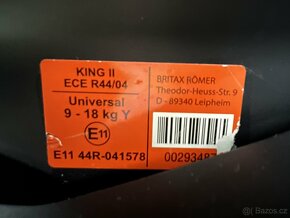 KING II
ECE R44/04
Universal
9 - 18 kg Y
E11
E11 44R-041578
BRITAX RÖMER
Theodor-Heuss-Str. 9
D - 89340 Leipheim
Sbazar.cz